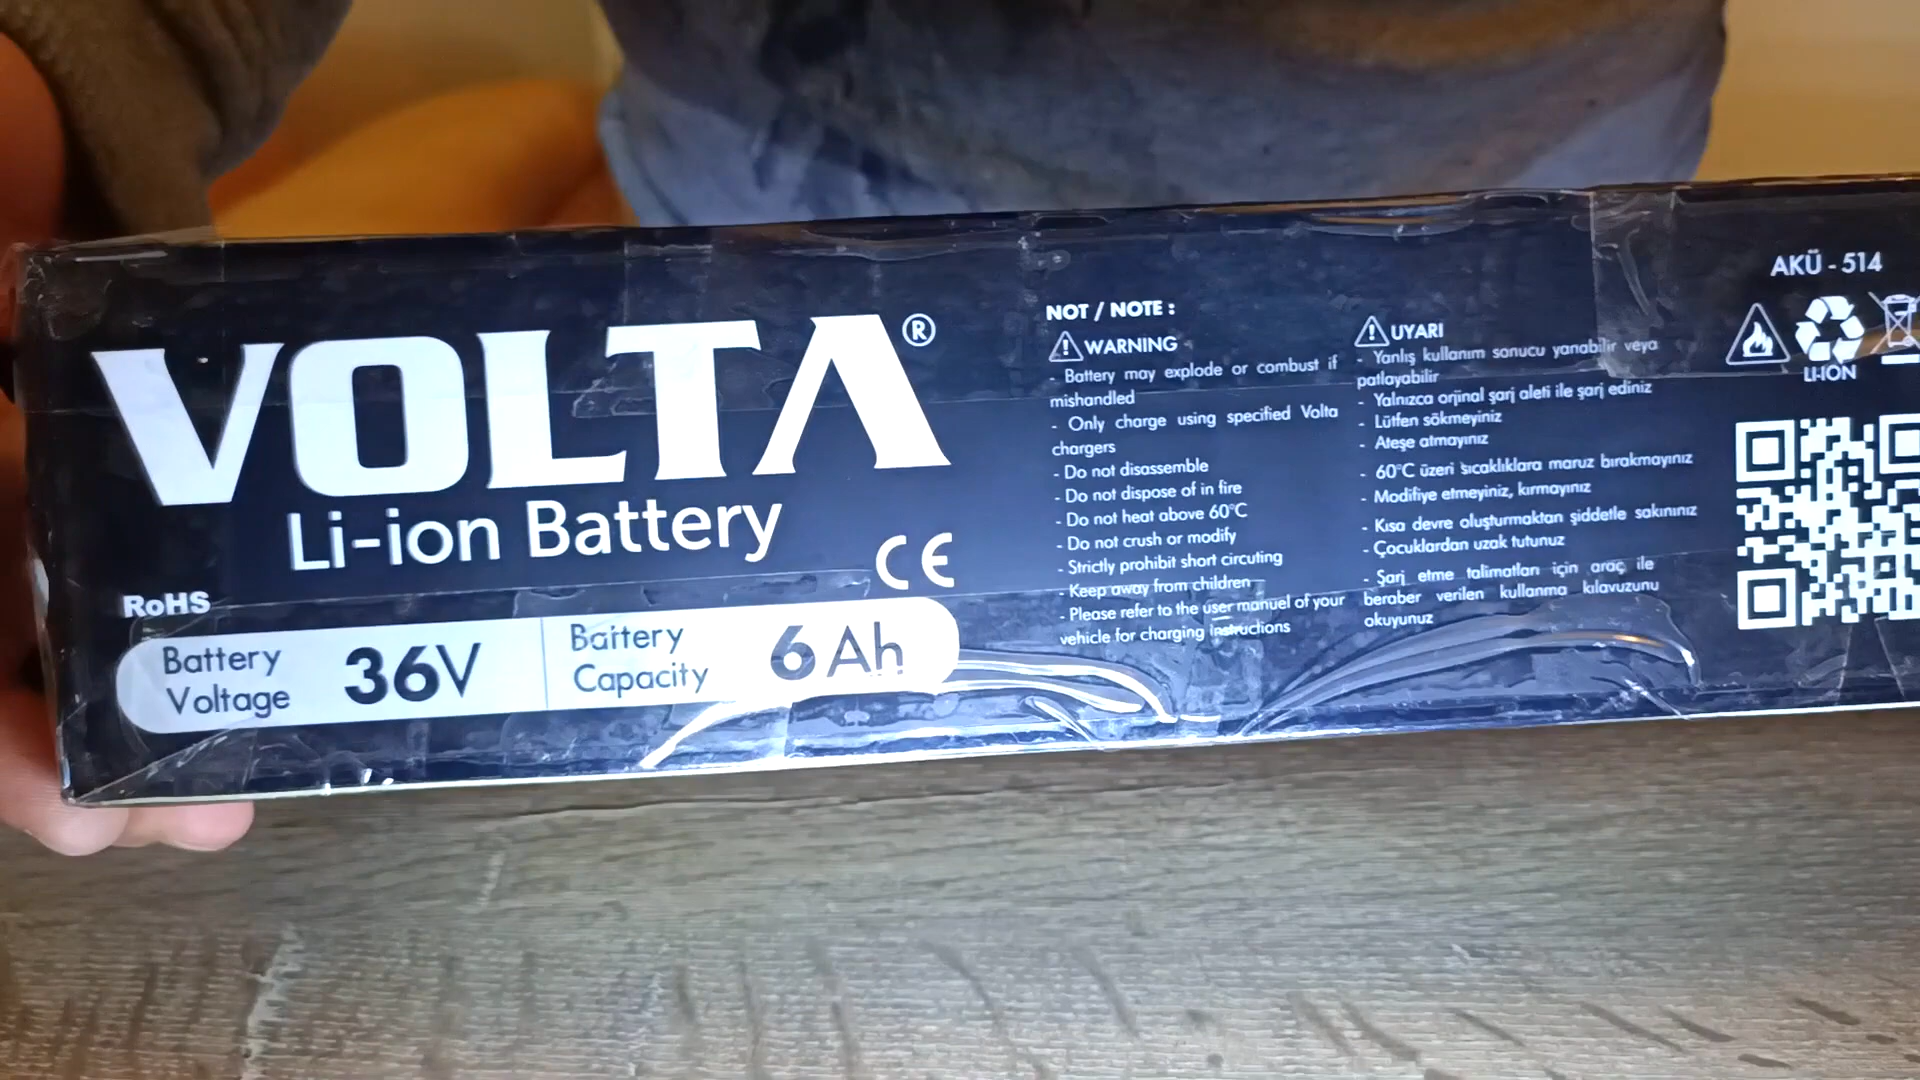 VOLTA®
Li-ion Battery
CE
RoHS
Battery
Voltage
36V
Battery
Capacity
6 Ah
NOT / NOTE :
WARNING
- Battery may explode or combust if
mishandled
- Only charge using specified Volta
chargers
- Do not disassemble
- Do not dispose of in fire
- Do not heat above 60°C
- Do not crush or modify
- Strictly prohibit short circuting
- Keep away from children
- Please refer to the user manuel of your
vehicle for charging instructions
UYARI
- Yanlış kullanım sonucu yanabilir veya
patlayabilir
- Yalnızca orjinal şarj aleti ile şarj ediniz
- Lütfen sökmeyiniz
- Ateşe atmayınız
- 60°C üzeri sıcaklıklara maruz bırakmayınız
- Modifiye etmeyiniz, kırmayınız
- Kısa devre oluşturmaktan şiddetle sakınınız
- Çocuklardan uzak tutunuz
- Şarj etme talimatları için araç ile
beraber verilen kullanma kılavuzunu
okuyunuz
AKÜ - 514
LI-ION